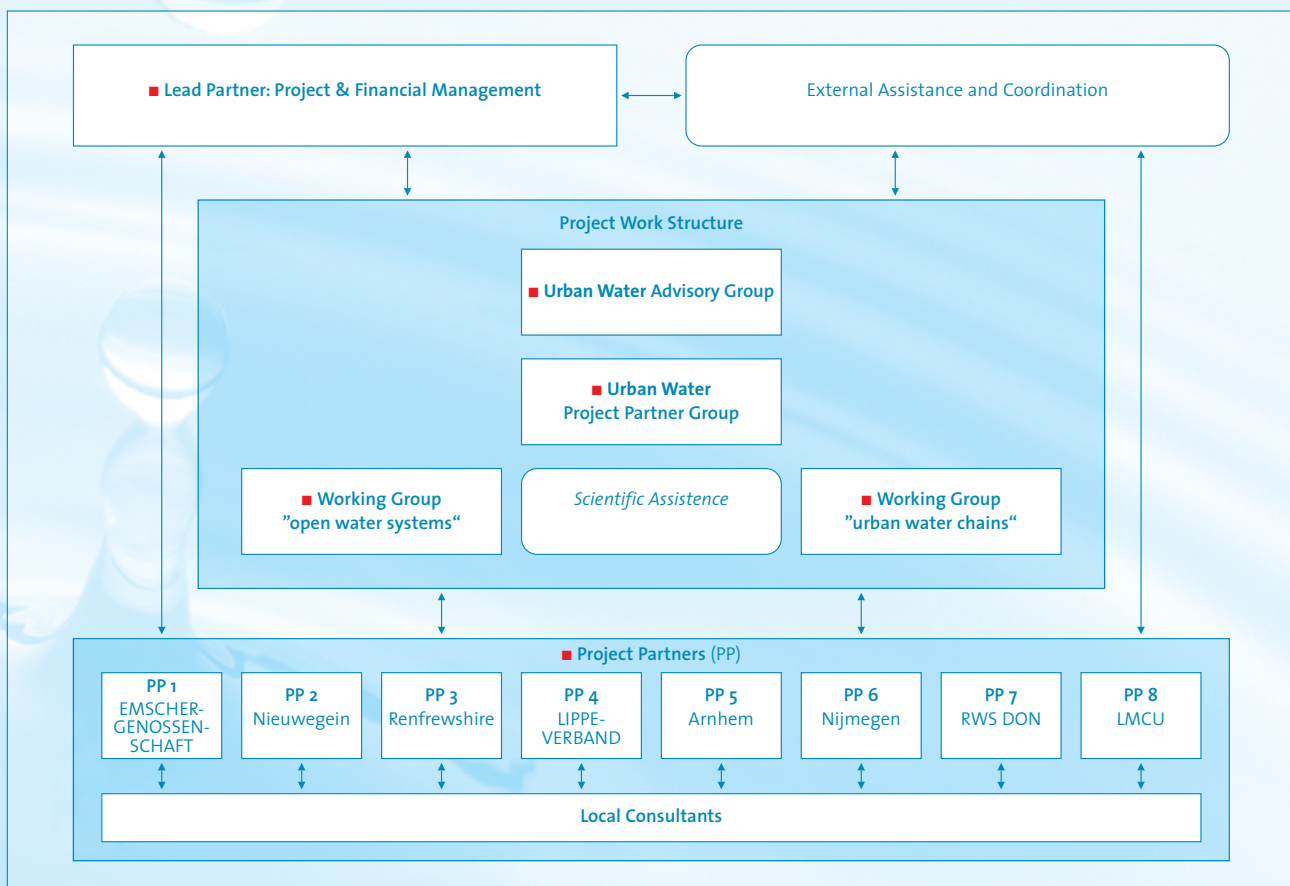 ■ Lead Partner: Project & Financial Management
External Assistance and Coordination
Project Work Structure
■ Urban Water Advisory Group
■ Urban Water
Project Partner Group
■ Working Group
”open water systems“
Scientific Assistence
■ Working Group
”urban water chains“
■ Project Partners (PP)
PP 1
EMSCHER-
GENOSSEN-
SCHAFT
PP 2
Nieuwegein
PP 3
Renfrewshire
PP 4
LIPPE-
VERBAND
PP 5
Arnhem
PP 6
Nijmegen
PP 7
RWS DON
PP 8
LMCU
Local Consultants